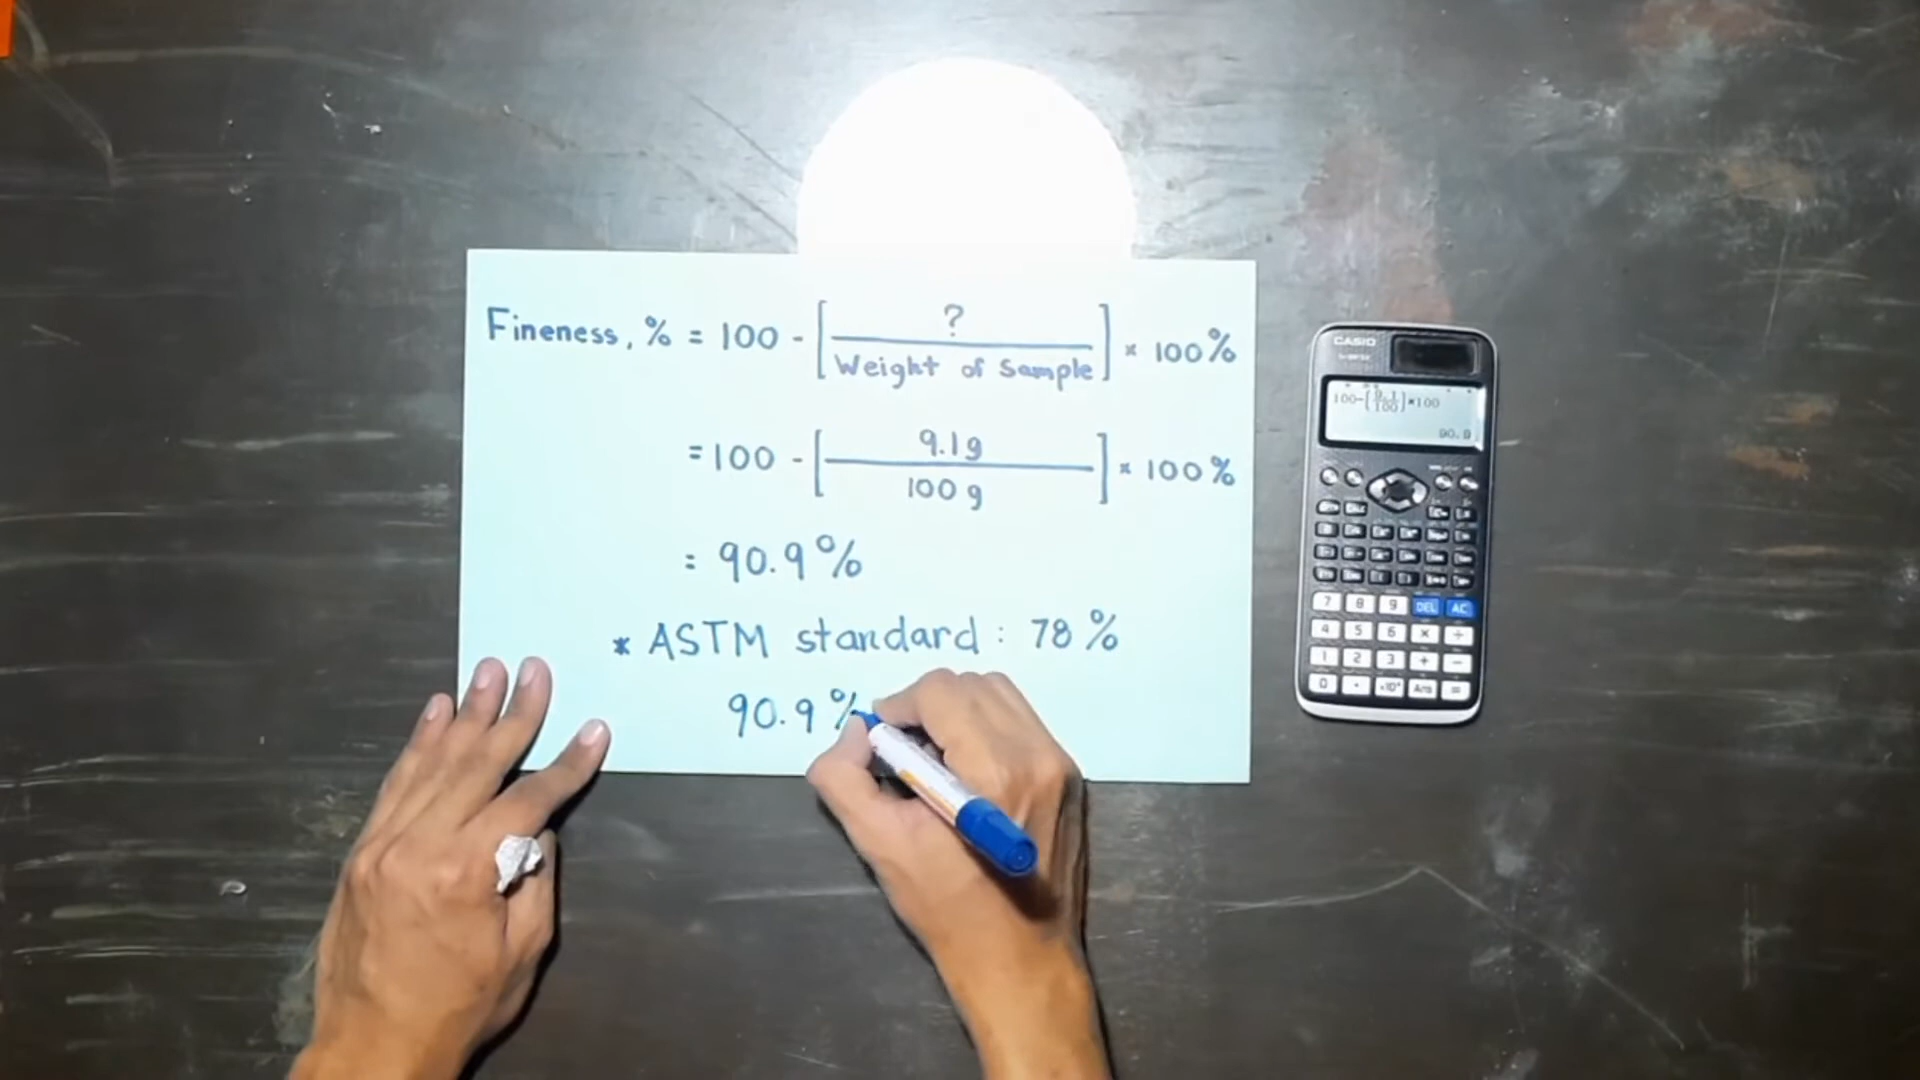 Fineness, % = 100 - [ ? / Weight of Sample ] × 100%
= 100 - [ 9.1g / 100 g ] × 100%
= 90.9%
* ASTM standard : 78%
90.9%
CASIO
100-[9.1/100]×100
90.9
7 8 9 DEL AC
4 5 6 × ÷
1 2 3 + −
0 . ×10ˣ Ans =